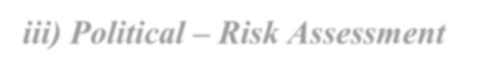 iii) Political – Risk Assessment